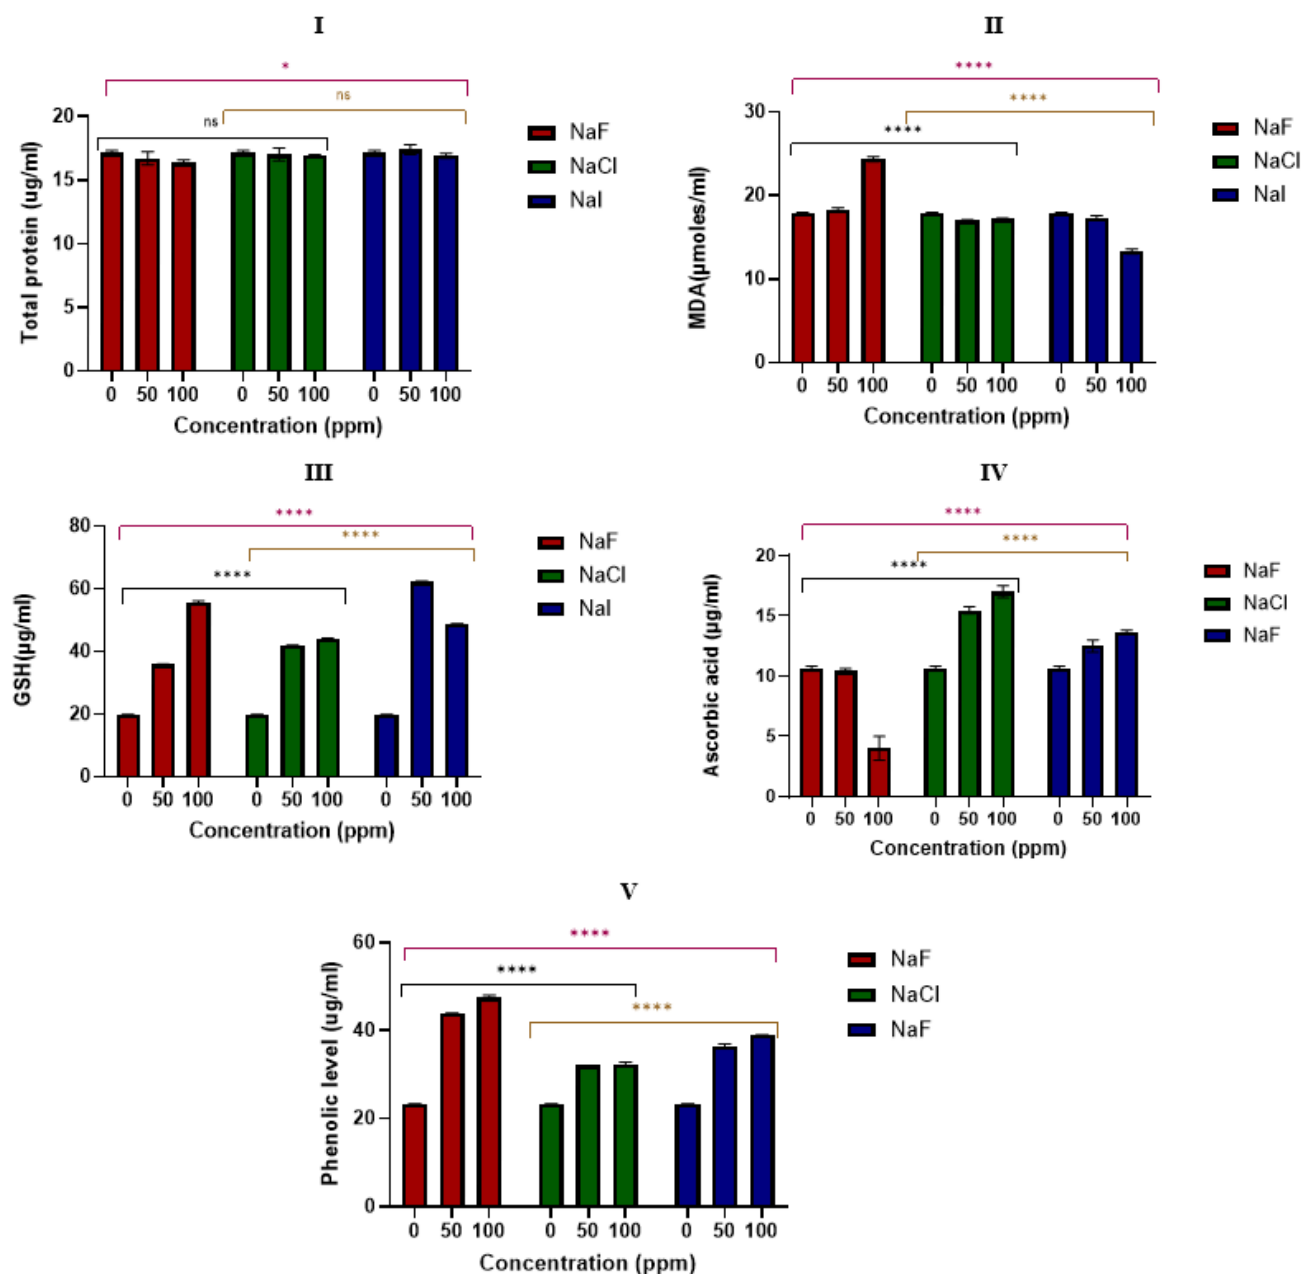 I
*
ns
ns
20
15
10
5
0
Total protein (ug/ml)
0 50 100 0 50 100 0 50 100
Concentration (ppm)
NaF
NaCl
NaI
II
****
****
****
30
20
10
0
MDA(µmoles/ml)
0 50 100 0 50 100 0 50 100
Concentration (ppm)
NaF
NaCl
NaI
III
****
****
****
80
60
40
20
0
GSH(µg/ml)
0 50 100 0 50 100 0 50 100
Concentration (ppm)
NaF
NaCl
NaI
IV
****
****
****
20
15
10
5
0
Ascorbic acid (µg/ml)
0 50 100 0 50 100 0 50 100
Concentration (ppm)
NaF
NaCl
NaF
V
****
****
****
60
40
20
0
Phenolic level (ug/ml)
0 50 100 0 50 100 0 50 100
Concentration (ppm)
NaF
NaCl
NaF